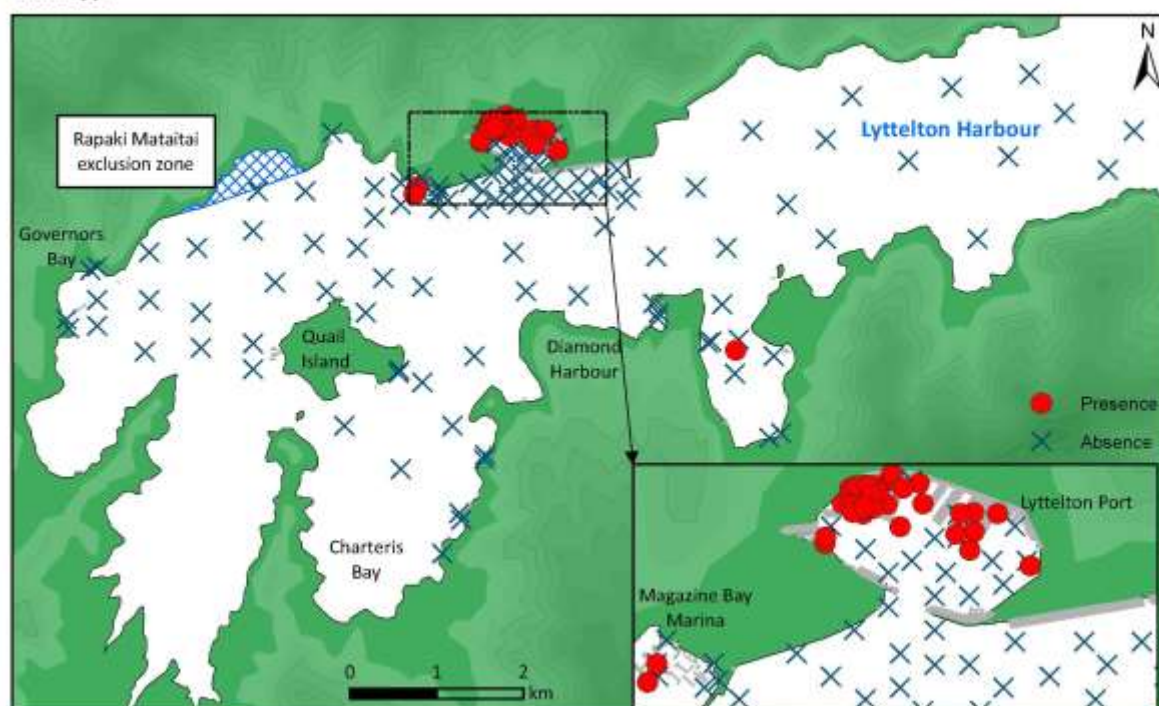 N
Rapaki Mataitai
exclusion zone
Lyttelton Harbour
Governors
Bay
Quail
Island
Diamond
Harbour
Presence
Absence
Lyttelton Port
Charteris
Bay
Magazine Bay
Marina
0 1 2
km